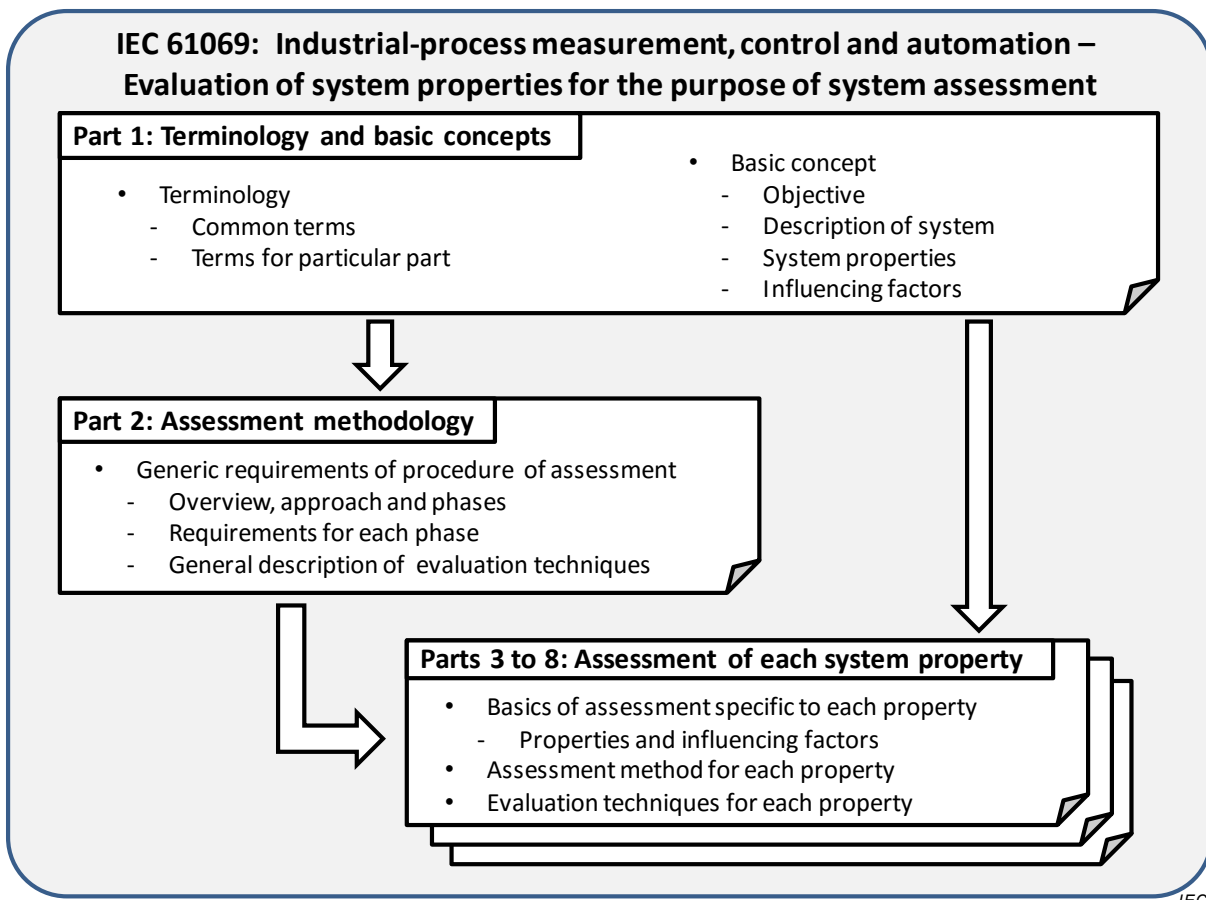 IEC 61069: Industrial-process measurement, control and automation –
Evaluation of system properties for the purpose of system assessment
Part 1: Terminology and basic concepts
• Terminology
- Common terms
- Terms for particular part
• Basic concept
- Objective
- Description of system
- System properties
- Influencing factors
Part 2: Assessment methodology
• Generic requirements of procedure of assessment
- Overview, approach and phases
- Requirements for each phase
- General description of evaluation techniques
Parts 3 to 8: Assessment of each system property
• Basics of assessment specific to each property
- Properties and influencing factors
• Assessment method for each property
• Evaluation techniques for each property
IEC